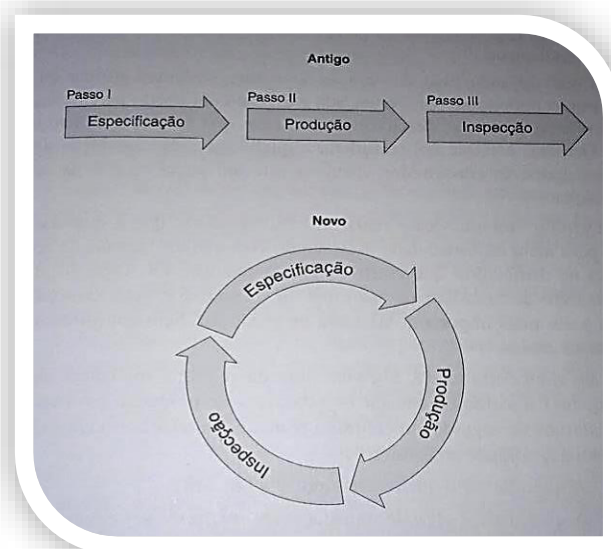 Antigo
Passo I
Passo II
Passo III
Especificação
Produção
Inspecção
Novo
Especificação
Produção
Inspecção